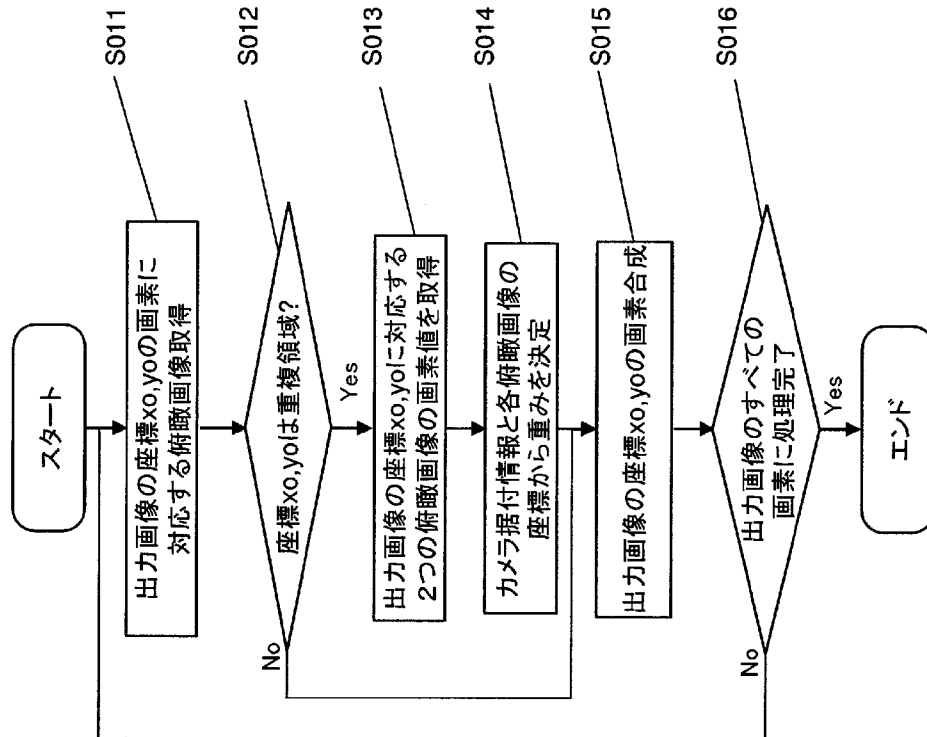 スタート
出力画像の座標xo,yoの画素に
対応する俯瞰画像取得
S011
座標xo,yoは重複領域?
S012
No
Yes
出力画像の座標xo,yoに対応する
2つの俯瞰画像の画素値を取得
S013
カメラ据付情報と各俯瞰画像の
座標から重みを決定
S014
出力画像の座標xo,yoの画素合成
S015
出力画像のすべての
画素に処理完了
S016
No
Yes
エンド